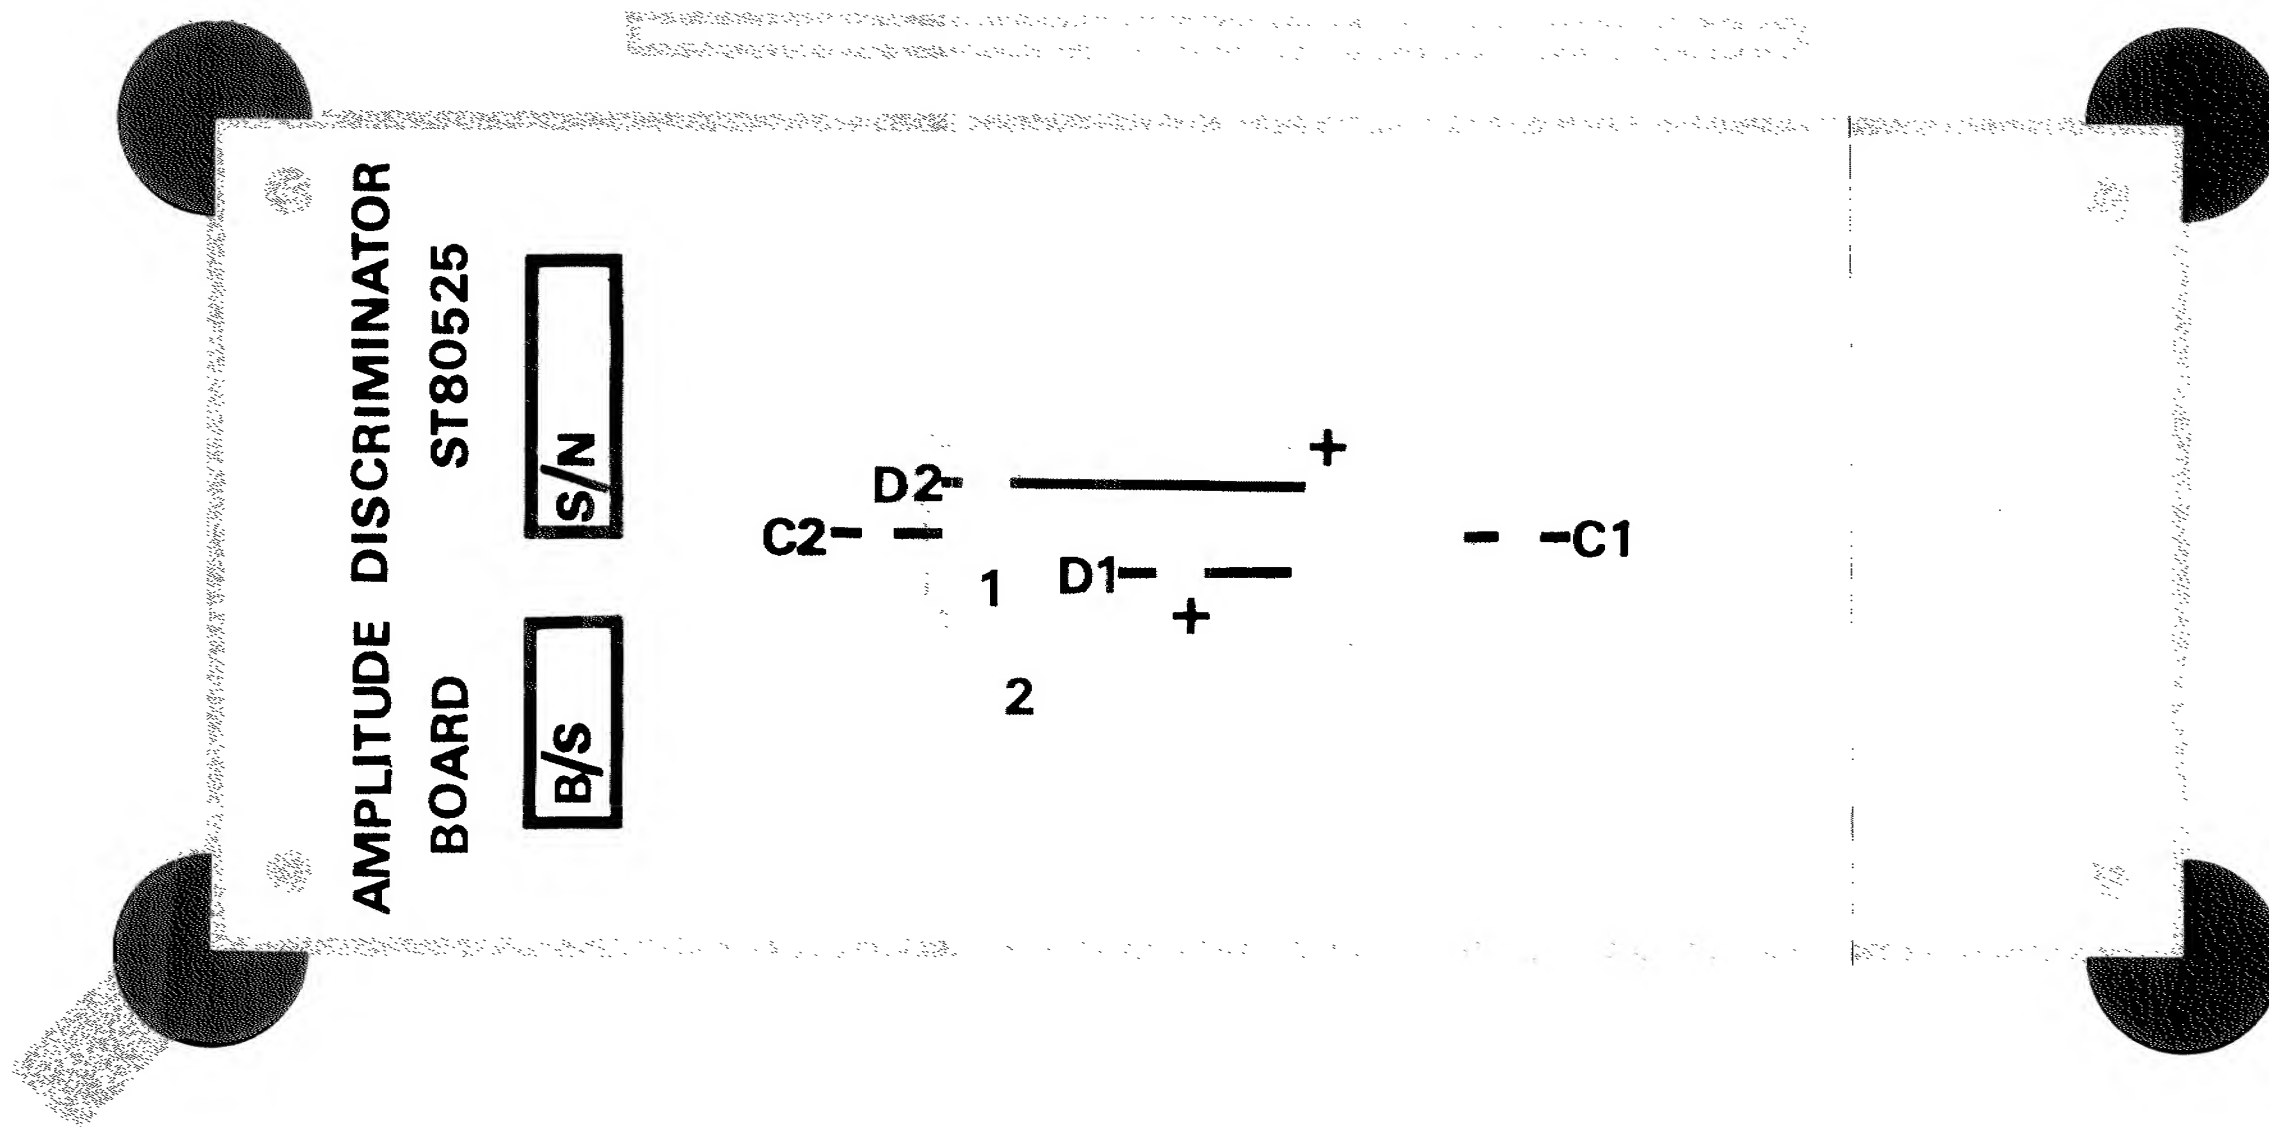 AMPLITUDE DISCRIMINATOR
BOARD ST80525
B/S S/N
+
D2-
C2-
-C1
1 D1-
+
2